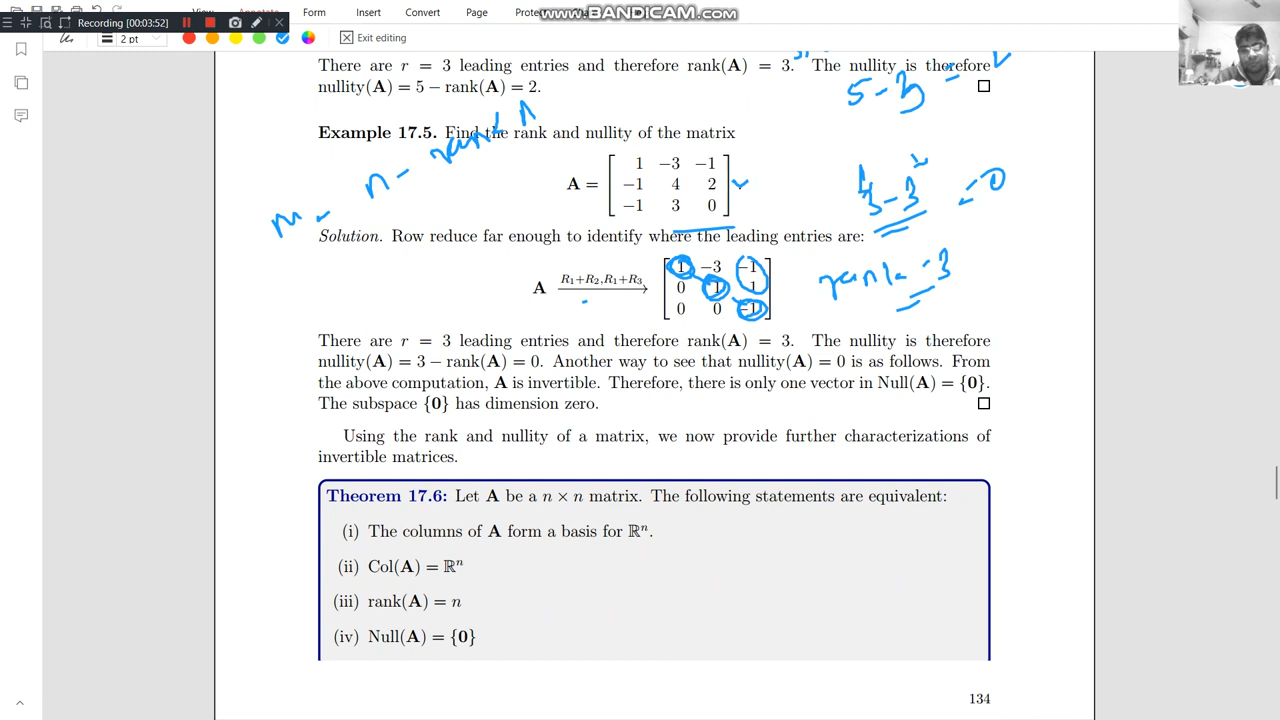 Form Insert Convert Page
Recording [00:03:52]
www.BANDICAM.com
2 pt
Exit editing
There are r = 3 leading entries and therefore rank(A) = 3. The nullity is therefore
nullity(A) = 5 − rank(A) = 2.
5 - 3 =
Example 17.5. Find the rank and nullity of the matrix
n - rank A
A = [ 1 −3 −1
−1 4 2
−1 3 0 ]
3 - 3 = 0
Solution. Row reduce far enough to identify where the leading entries are:
A R₁+R₂,R₁+R₃ → [ 1 −3 −1
0 1 1
0 0 −1 ]
rank = 3
There are r = 3 leading entries and therefore rank(A) = 3. The nullity is therefore
nullity(A) = 3 − rank(A) = 0. Another way to see that nullity(A) = 0 is as follows. From
the above computation, A is invertible. Therefore, there is only one vector in Null(A) = {0}.
The subspace {0} has dimension zero.
Using the rank and nullity of a matrix, we now provide further characterizations of
invertible matrices.
Theorem 17.6: Let A be a n × n matrix. The following statements are equivalent:
(i) The columns of A form a basis for ℝⁿ.
(ii) Col(A) = ℝⁿ
(iii) rank(A) = n
(iv) Null(A) = {0}
134